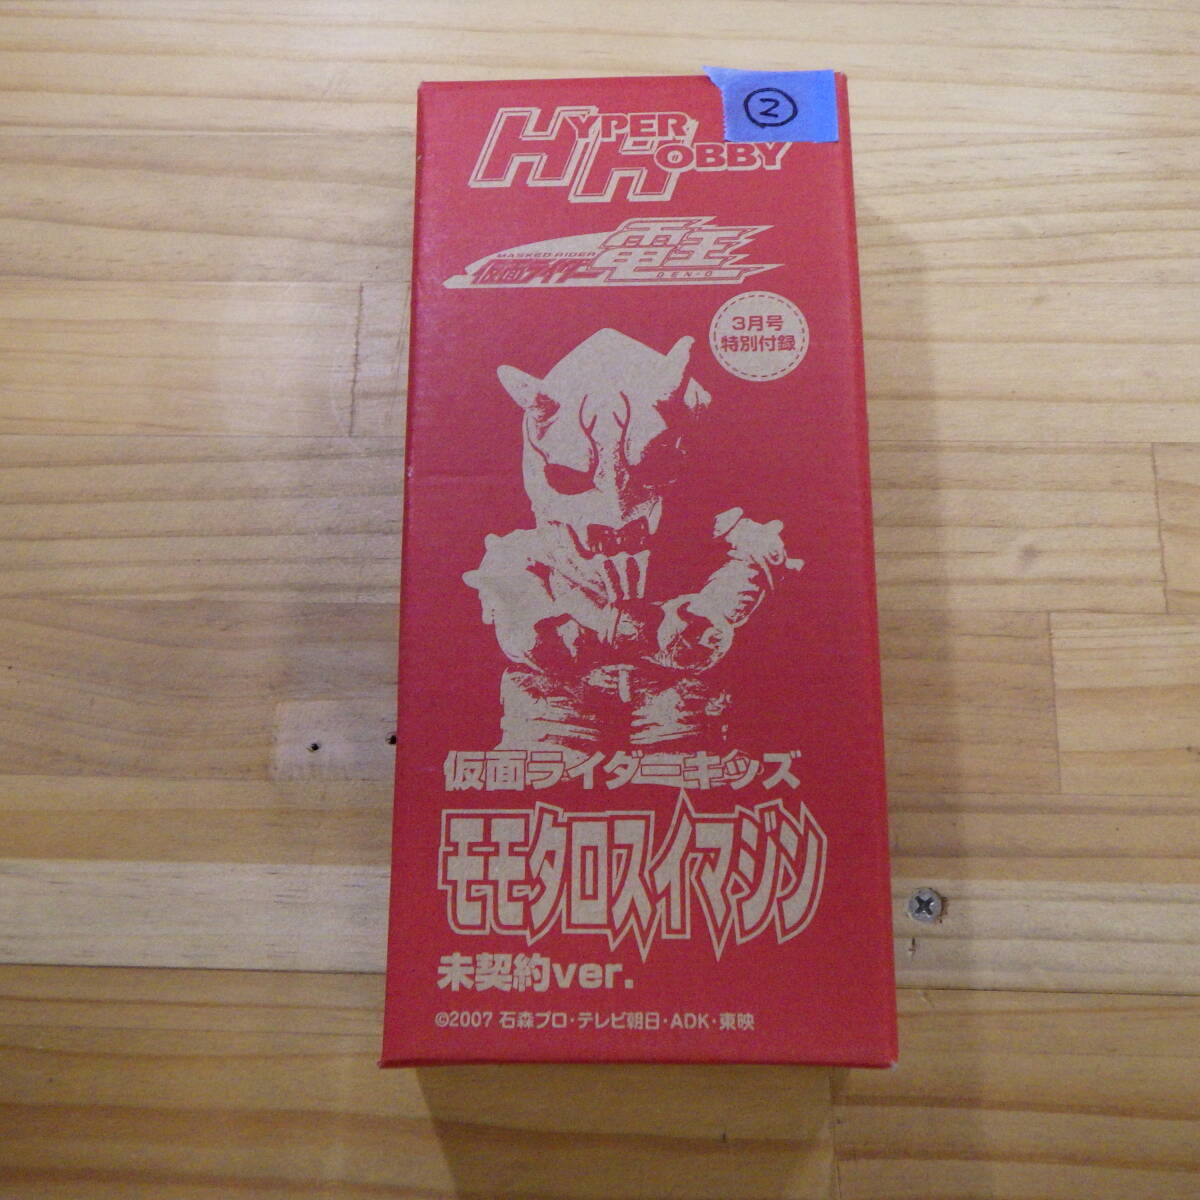 ②
HYPER
HOBBY
MASKED RIDER
仮面ライダー電王
DEN-O
3月号
特別付録
仮面ライダーキッズ
モモタロスイマジン
未契約ver.
©2007 石森プロ・テレビ朝日・ADK・東映